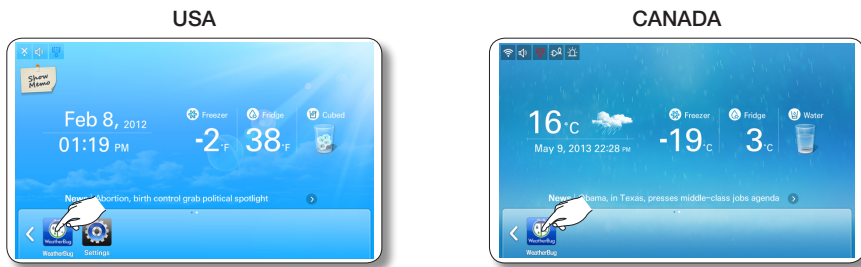 USA
Show
Memo
Feb 8, 2012
01:19 PM
Freezer
-2°F
Fridge
38°F
Cubed
News | Abortion, birth control grab political spotlight
WeatherBug
WeatherBug
Settings
CANADA
16°C
May 9, 2013 22:28 PM
Freezer
-19°C
Fridge
3°C
Water
News | Obama, in Texas, presses middle-class jobs agenda
WeatherBug
WeatherBug